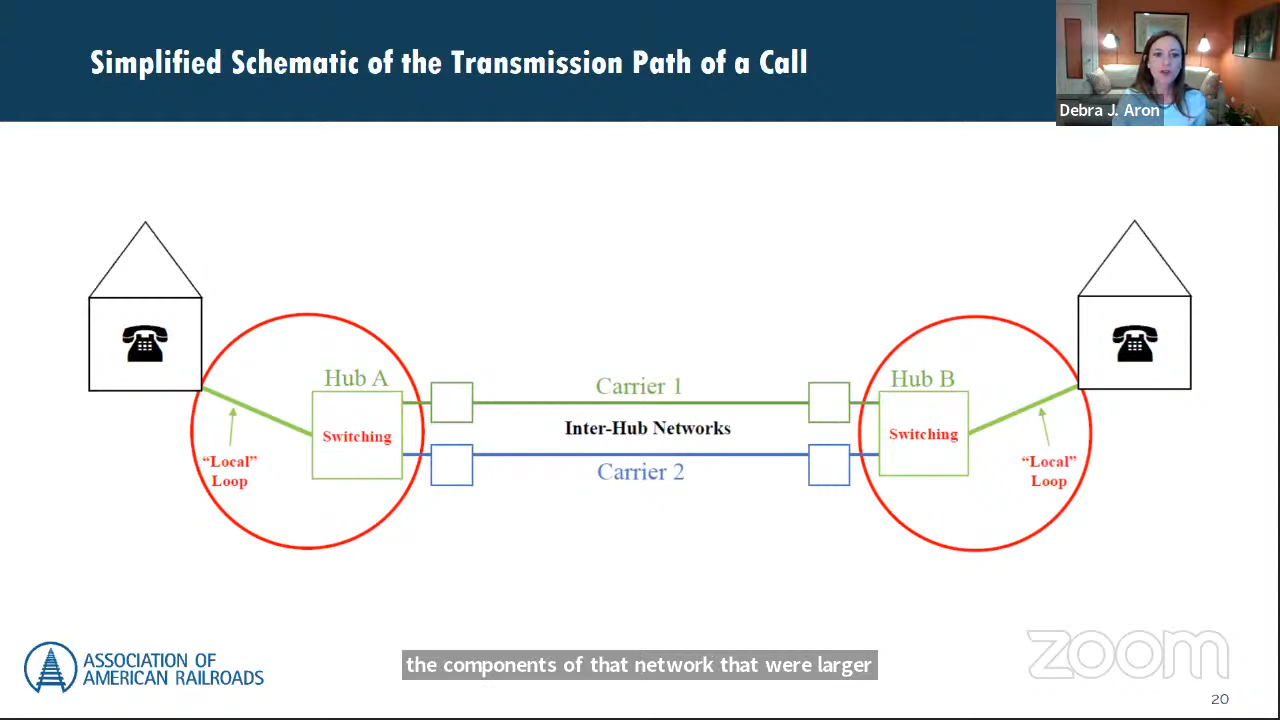 Simplified Schematic of the Transmission Path of a Call
Debra J. Aron
Hub A
Carrier 1
Hub B
Switching
Inter-Hub Networks
Switching
“Local”
Loop
Carrier 2
“Local”
Loop
ASSOCIATION OF
AMERICAN RAILROADS
the components of that network that were larger
zoom
20